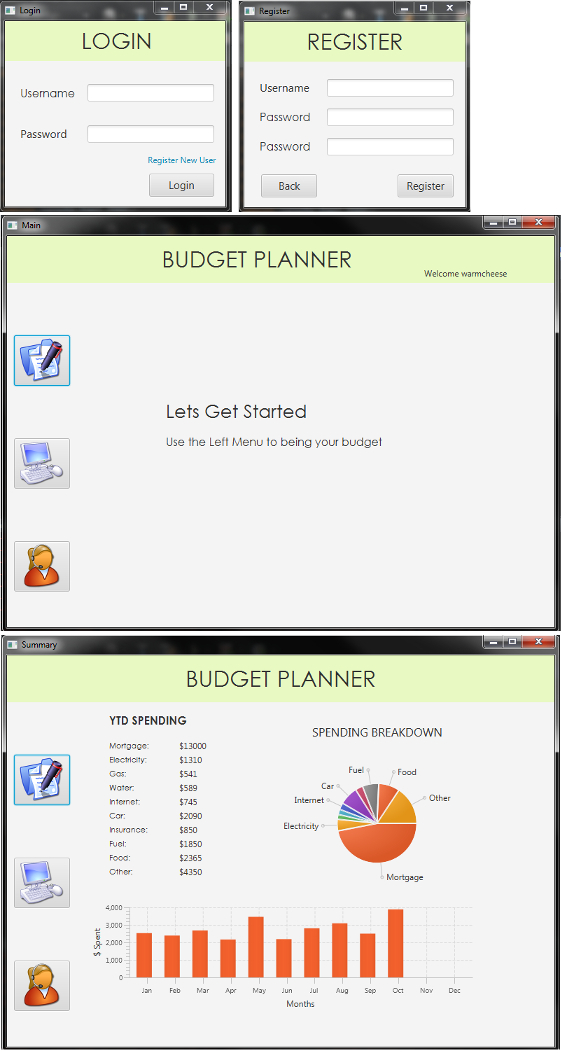 Login
LOGIN
Username
Password
Register New User
Login
Register
REGISTER
Username
Password
Password
Back
Register
Main
BUDGET PLANNER
Welcome warmcheese
Lets Get Started
Use the Left Menu to being your budget
Summary
BUDGET PLANNER
YTD SPENDING
Mortgage: $13000
Electricity: $1310
Gas: $541
Water: $589
Internet: $745
Car: $2090
Insurance: $850
Fuel: $1850
Food: $2365
Other: $4350
SPENDING BREAKDOWN
Fuel
Food
Car
Other
Internet
Electricity
Mortgage
4,000
3,000
2,000
1,000
0
$ Spent
Jan Feb Mar Apr May Jun Jul Aug Sep Oct Nov Dec
Months